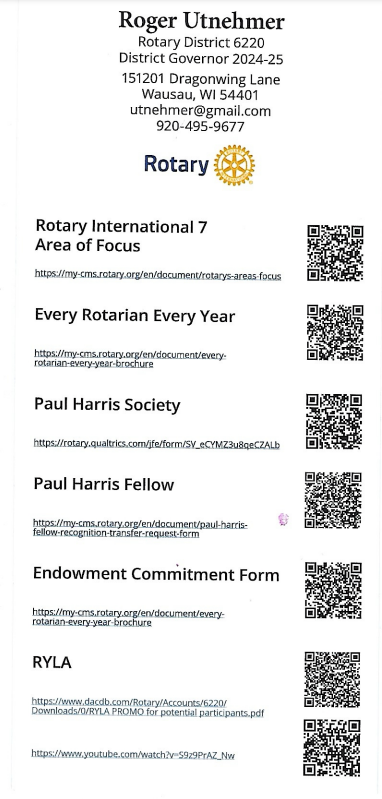 Roger Utnehmer
Rotary District 6220
District Governor 2024-25
151201 Dragonwing Lane
Wausau, WI 54401
utnehmer@gmail.com
920-495-9677
Rotary
Rotary International 7
Area of Focus
https://my-cms.rotary.org/en/document/rotarys-areas-focus
Every Rotarian Every Year
https://my-cms.rotary.org/en/document/every-
rotarian-every-year-brochure
Paul Harris Society
https://rotary.qualtrics.com/jfe/form/SV_eCYMZ3u8qeCZALb
Paul Harris Fellow
https://my-cms.rotary.org/en/document/paul-harris-
fellow-recognition-transfer-request-form
Endowment Commitment Form
https://my-cms.rotary.org/en/document/every-
rotarian-every-year-brochure
RYLA
https://www.dacdb.com/Rotary/Accounts/6220/
Downloads/0/RYLA PROMO for potential participants.pdf
https://www.youtube.com/watch?v=S9z9PrAZ_Nw